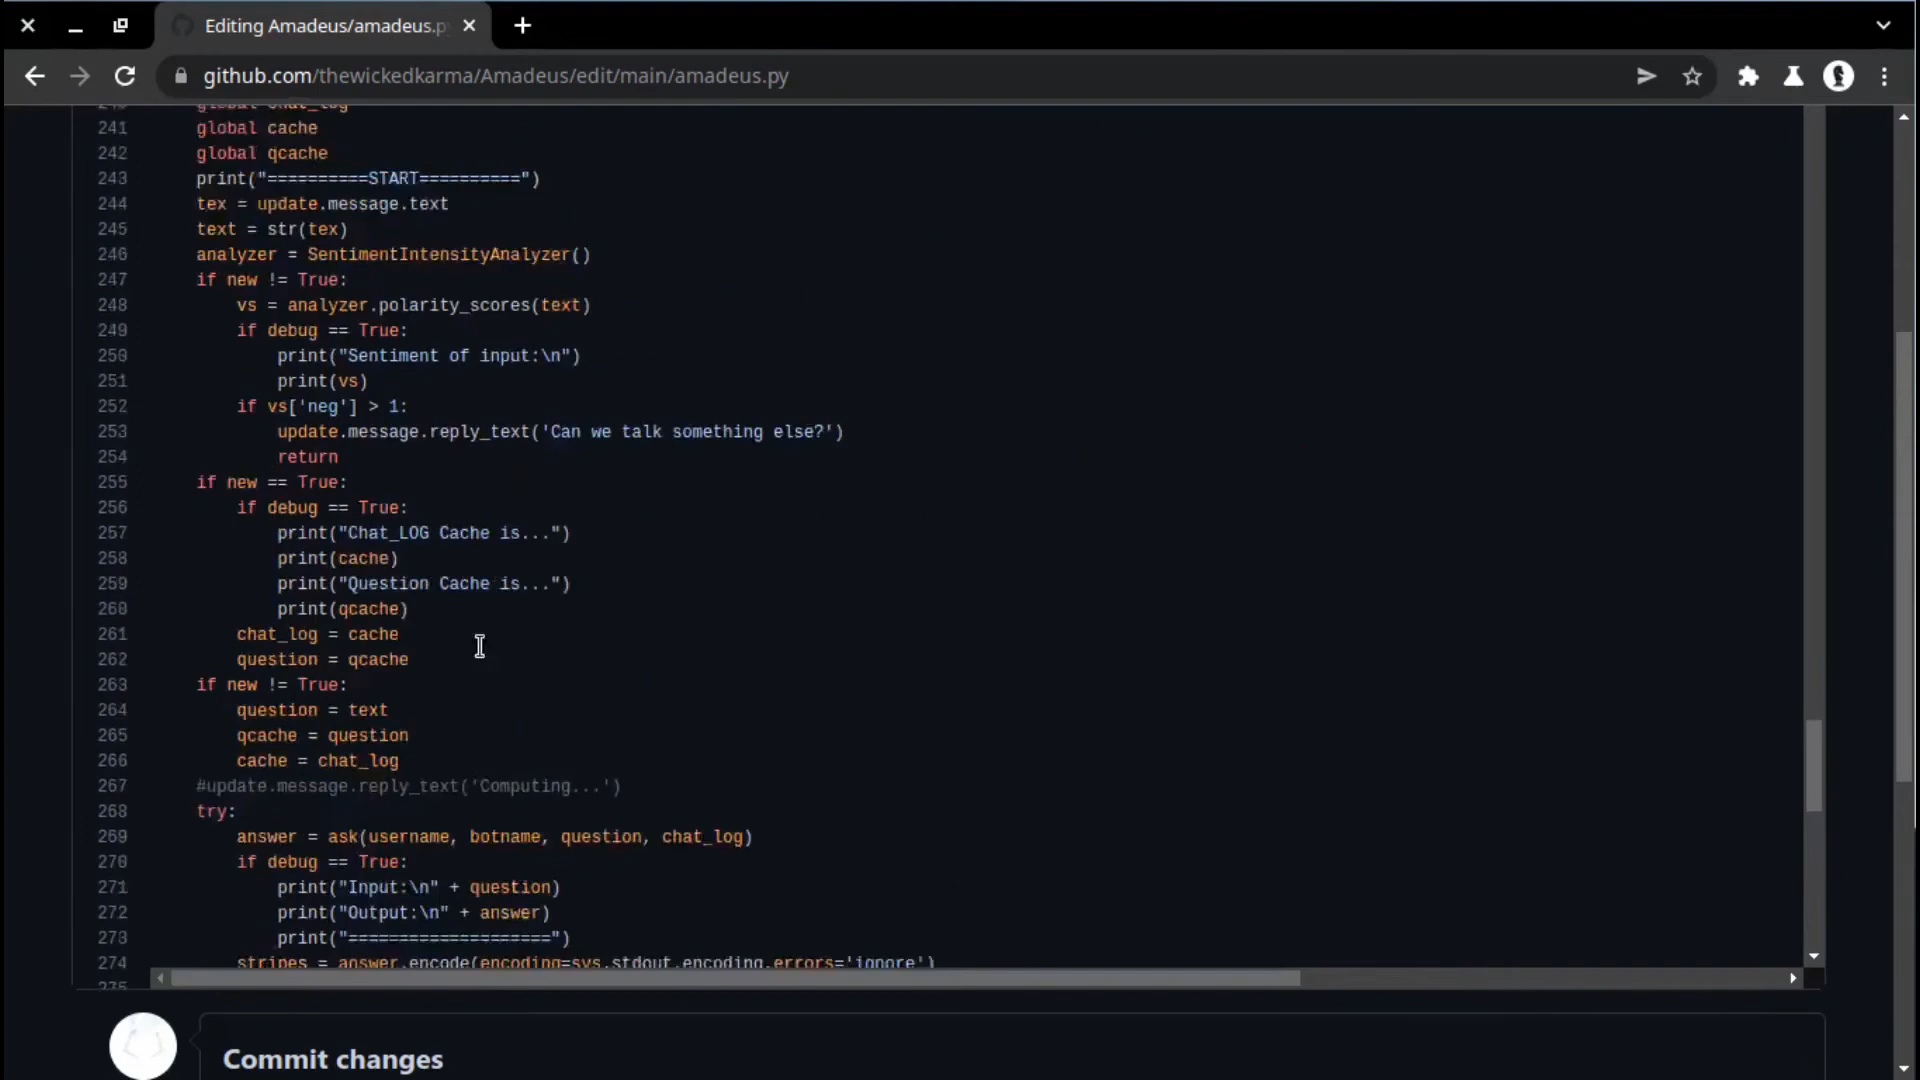 Editing Amadeus/amadeus.p
github.com/thewickedkarma/Amadeus/edit/main/amadeus.py
240 global chat_log
241 global cache
242 global qcache
243 print("==========START==========")
244 tex = update.message.text
245 text = str(tex)
246 analyzer = SentimentIntensityAnalyzer()
247 if new != True:
248 vs = analyzer.polarity_scores(text)
249 if debug == True:
250 print("Sentiment of input:\n")
251 print(vs)
252 if vs['neg'] > 1:
253 update.message.reply_text('Can we talk something else?')
254 return
255 if new == True:
256 if debug == True:
257 print("Chat_LOG Cache is...")
258 print(cache)
259 print("Question Cache is...")
260 print(qcache)
261 chat_log = cache
262 question = qcache
263 if new != True:
264 question = text
265 qcache = question
266 cache = chat_log
267 #update.message.reply_text('Computing...')
268 try:
269 answer = ask(username, botname, question, chat_log)
270 if debug == True:
271 print("Input:\n" + question)
272 print("Output:\n" + answer)
273 print("====================")
274 stripes = answer.encode(encoding=sys.stdout.encoding,errors='ignore')
275
Commit changes